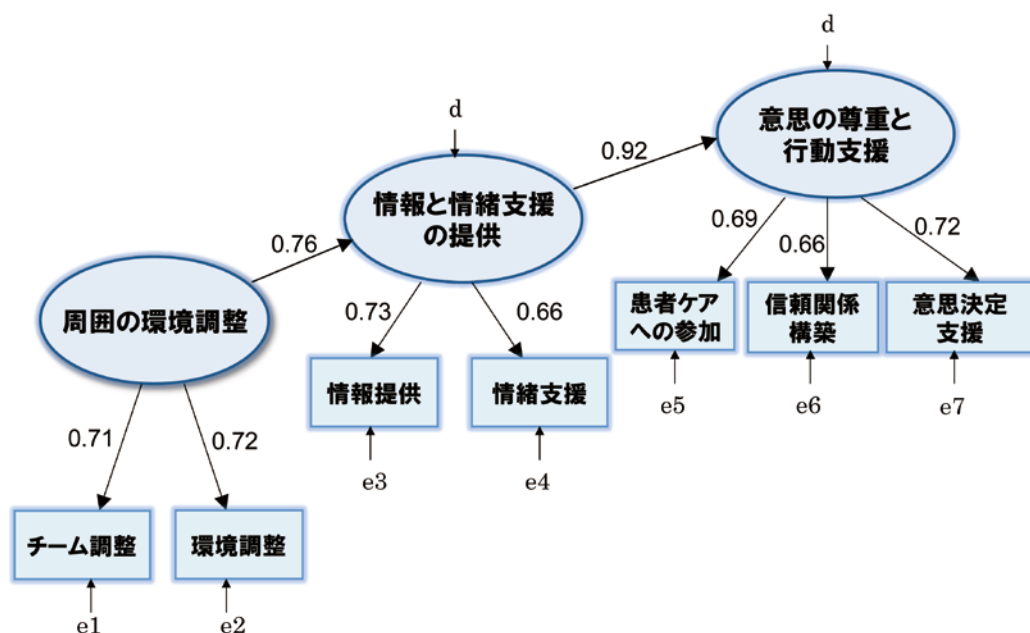 d
意思の尊重と
行動支援
d
0.92
情報と情緒支援
の提供
0.69
0.66
0.72
0.76
患者ケア
への参加
信頼関係
構築
意思決定
支援
周囲の環境調整
0.73
0.66
情報提供
情緒支援
e5
e6
e7
0.71
0.72
e3
e4
チーム調整
環境調整
e1
e2